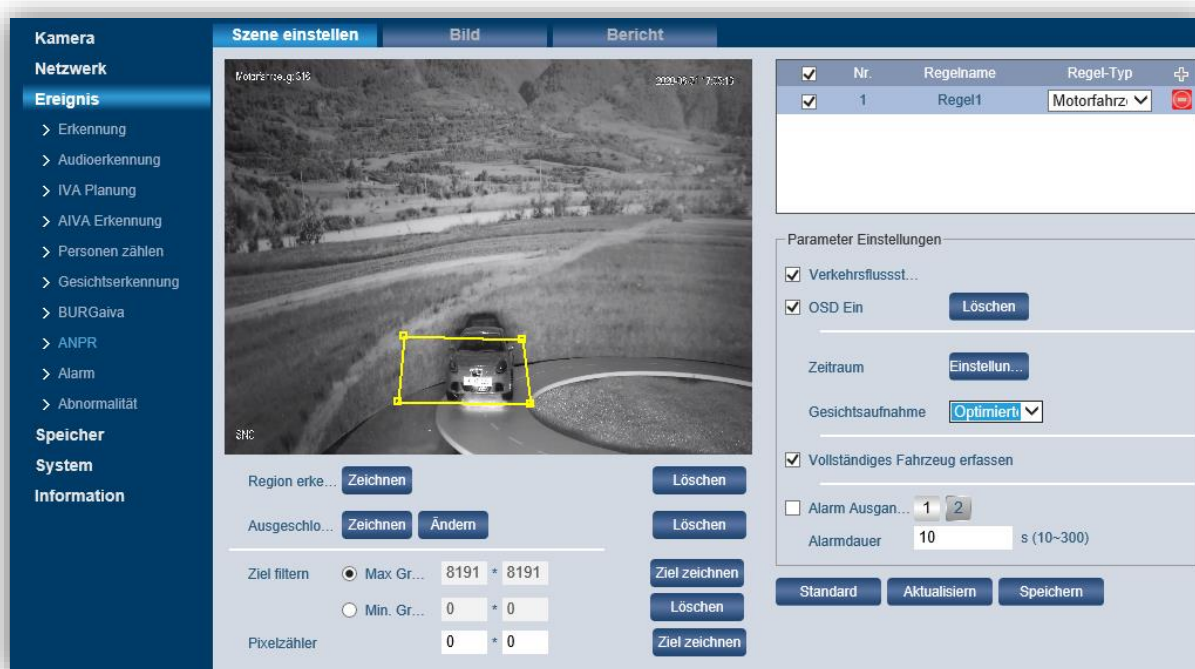 Kamera
Netzwerk
Ereignis
Erkennung
Audioerkennung
IVA Planung
AIVA Erkennung
Personen zählen
Gesichtserkennung
BURGaiva
ANPR
Alarm
Abnormalität
Speicher
System
Information
Szene einstellen Bild Bericht
SNC
Region erke... Zeichnen Löschen
Ausgeschlo... Zeichnen Ändern Löschen
Ziel filtern Max Gr... 8191 * 8191 Ziel zeichnen
Min. Gr... 0 * 0 Löschen
Pixelzähler 0 * 0 Ziel zeichnen
Nr. Regelname Regel-Typ
1 Regel1 Motorfahrz
Parameter Einstellungen
Verkehrsflussst...
OSD Ein Löschen
Zeitraum Einstellun...
Gesichtsaufnahme Optimiert
Vollständiges Fahrzeug erfassen
Alarm Ausgan... 1 2
Alarmdauer 10 s (10~300)
Standard Aktualisiern Speichern